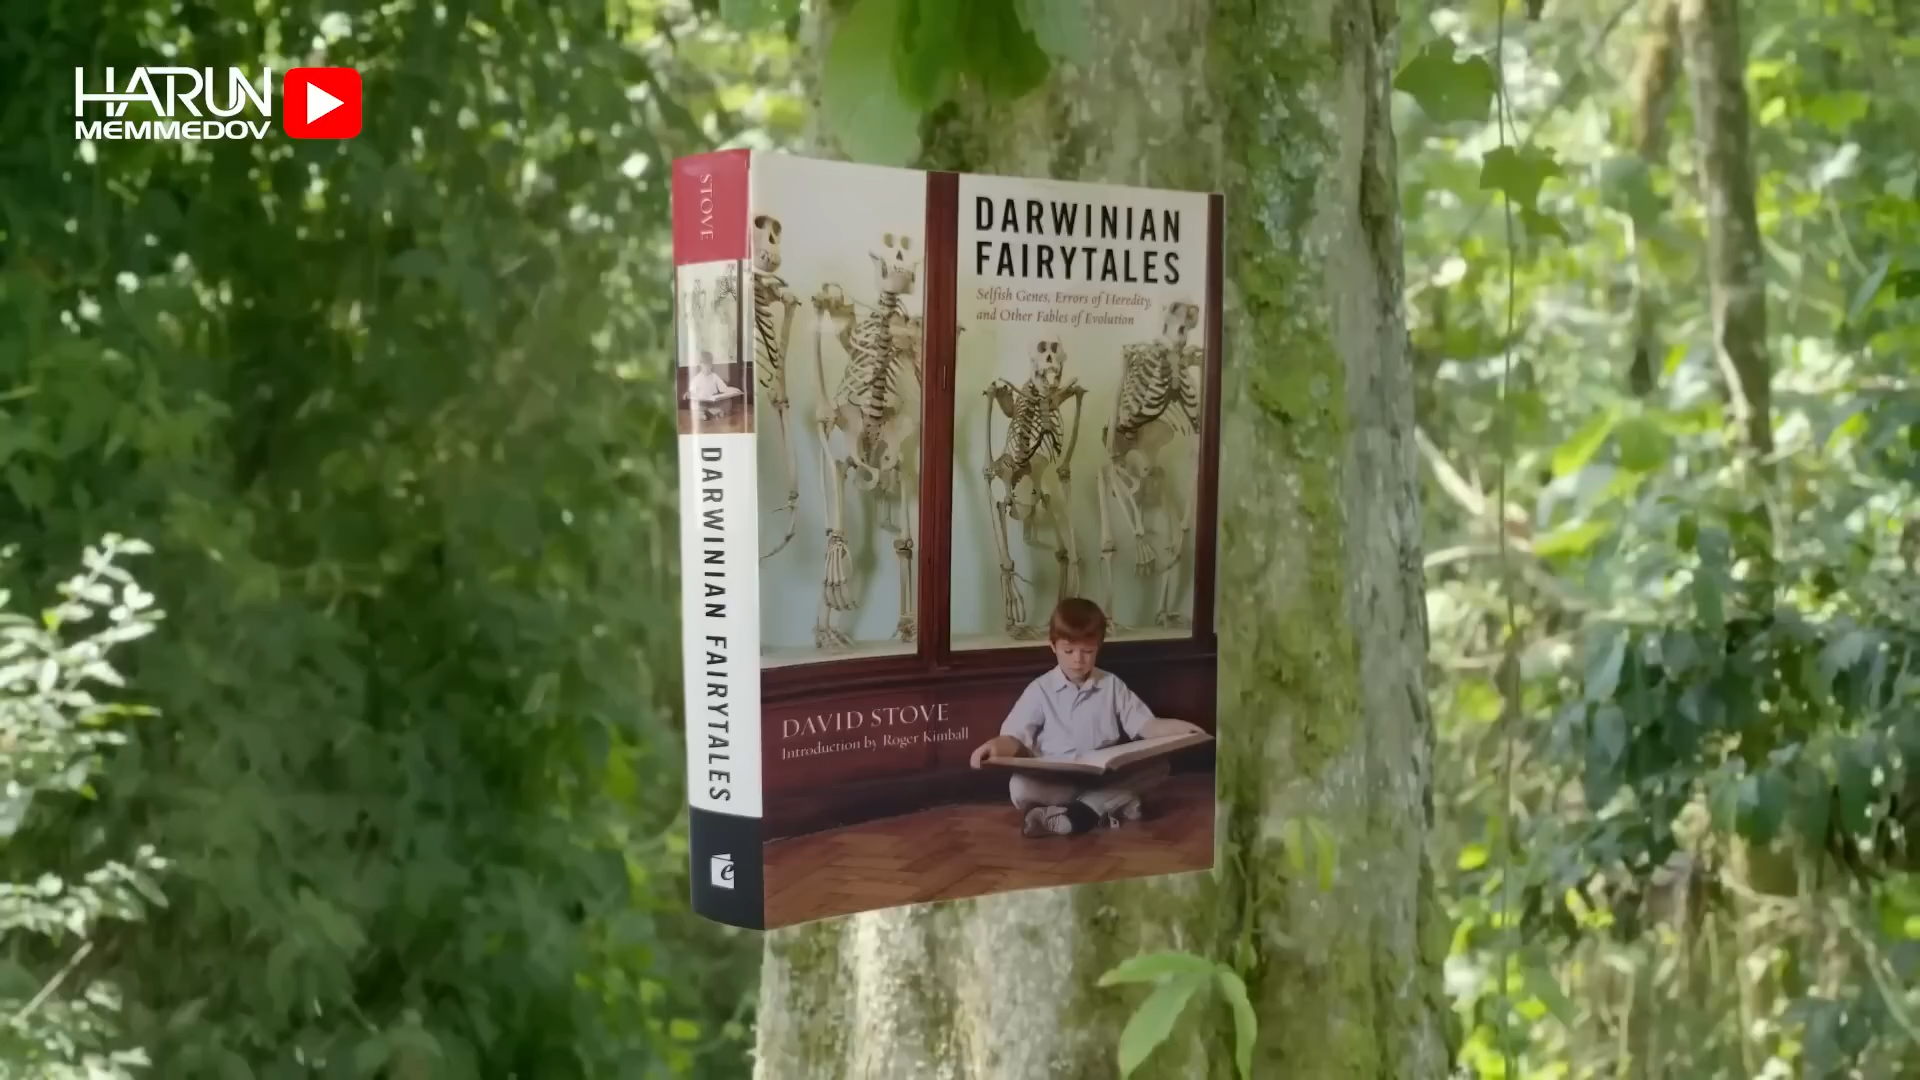 HARUN
MEMMEDOV
STOVE
DARWINIAN FAIRYTALES
DARWINIAN
FAIRYTALES
Selfish Genes, Errors of Heredity,
and Other Fables of Evolution
DAVID STOVE
Introduction by Roger Kimball
e